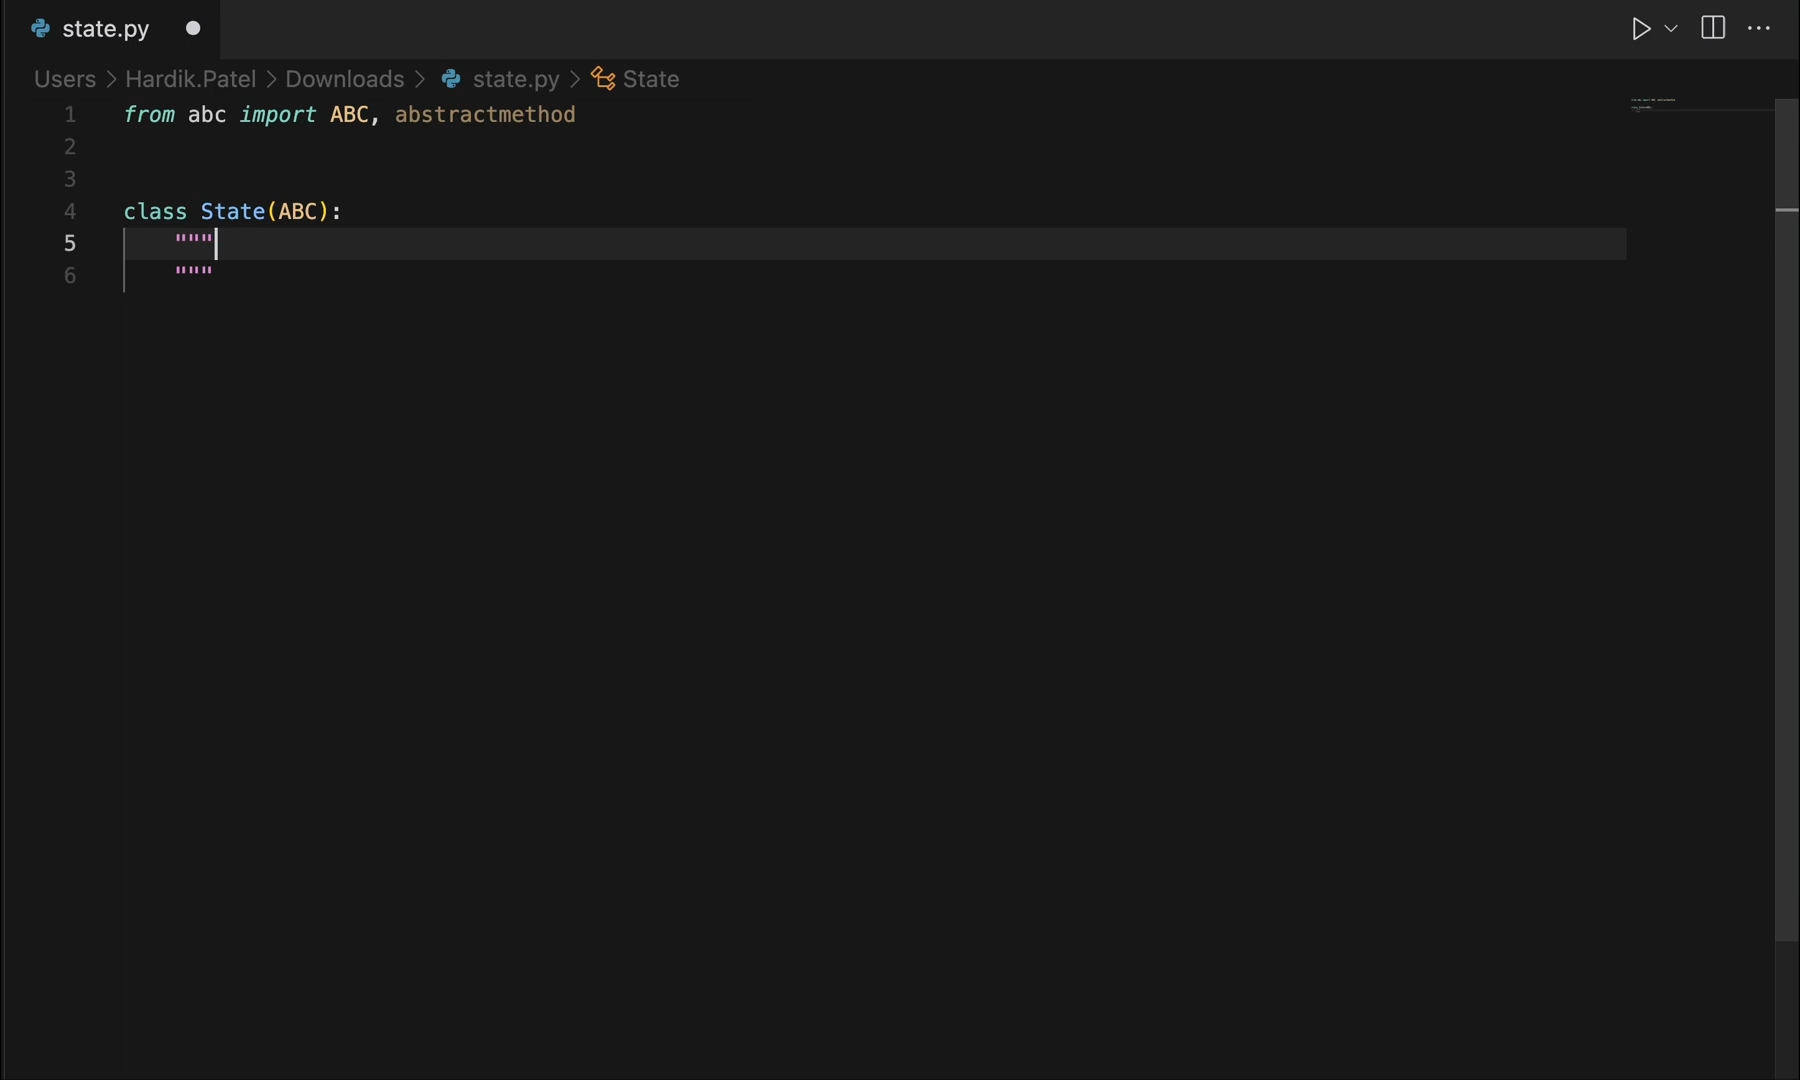 state.py
Users > Hardik.Patel > Downloads > state.py > State
1 from abc import ABC, abstractmethod
2
3
4 class State(ABC):
5 """
6 """